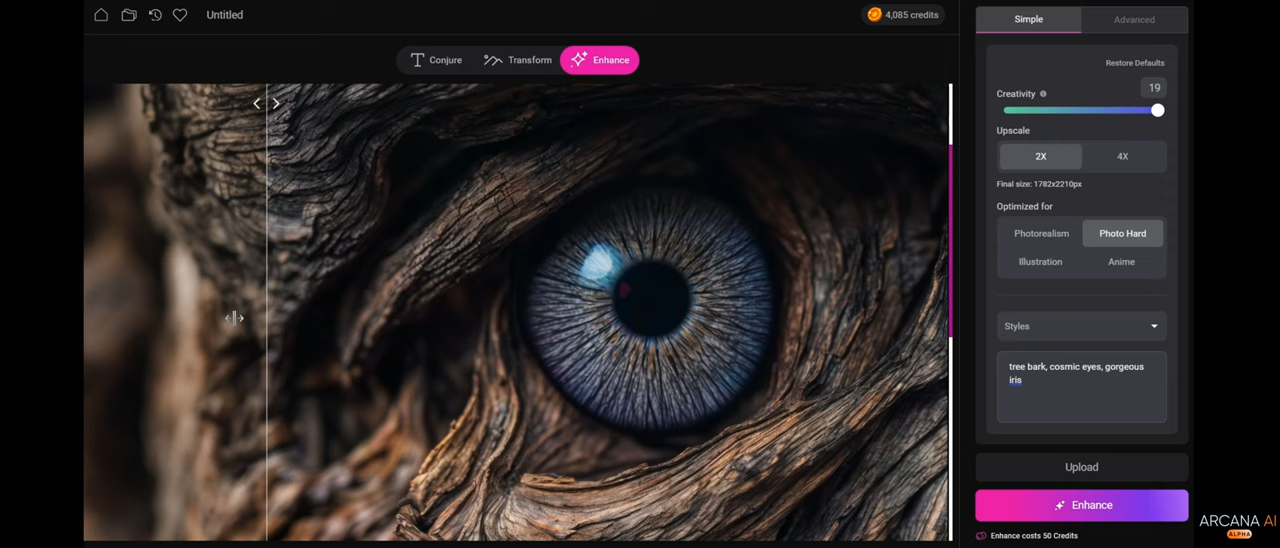 Untitled
4,085 credits
Conjure
Transform
Enhance
Simple
Advanced
Restore Defaults
Creativity
19
Upscale
2X
4X
Final size: 1782x2210px
Optimized for
Photorealism
Photo Hard
Illustration
Anime
Styles
tree bark, cosmic eyes, gorgeous
iris
Upload
Enhance
Enhance costs 50 Credits
ARCANA AI
ALPHA